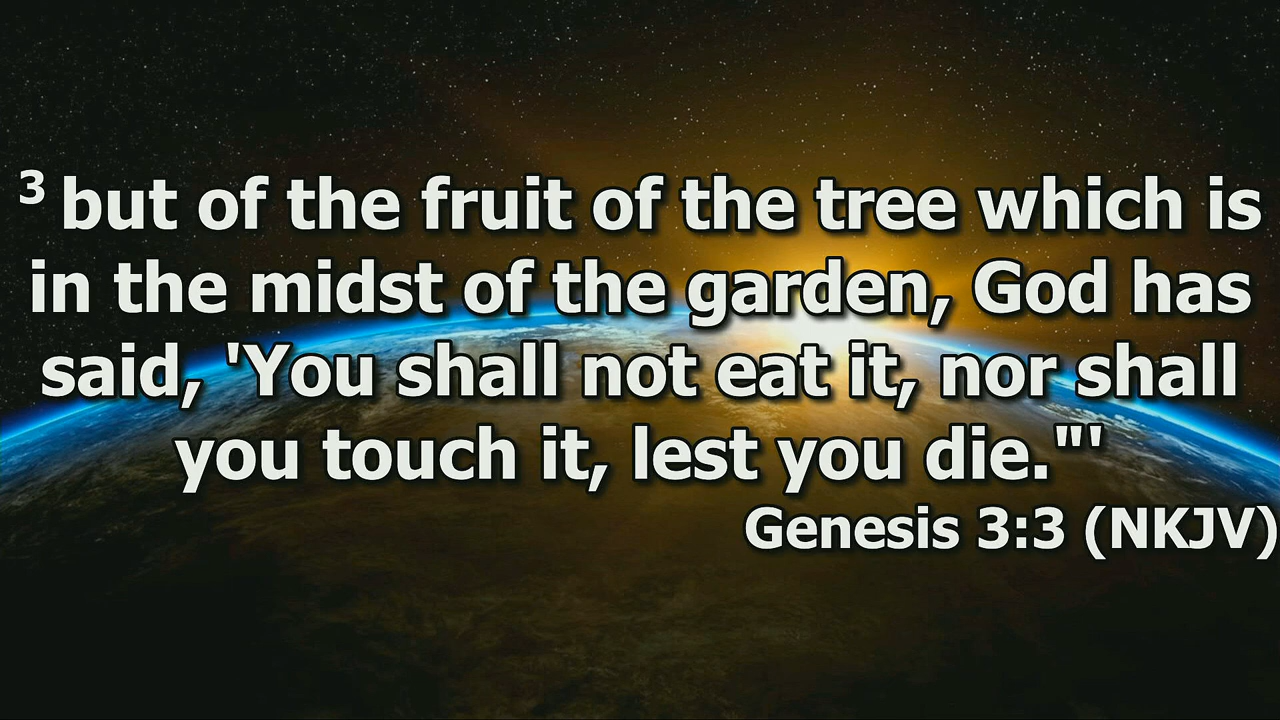 3 but of the fruit of the tree which is
in the midst of the garden, God has
said, 'You shall not eat it, nor shall
you touch it, lest you die."'
Genesis 3:3 (NKJV)